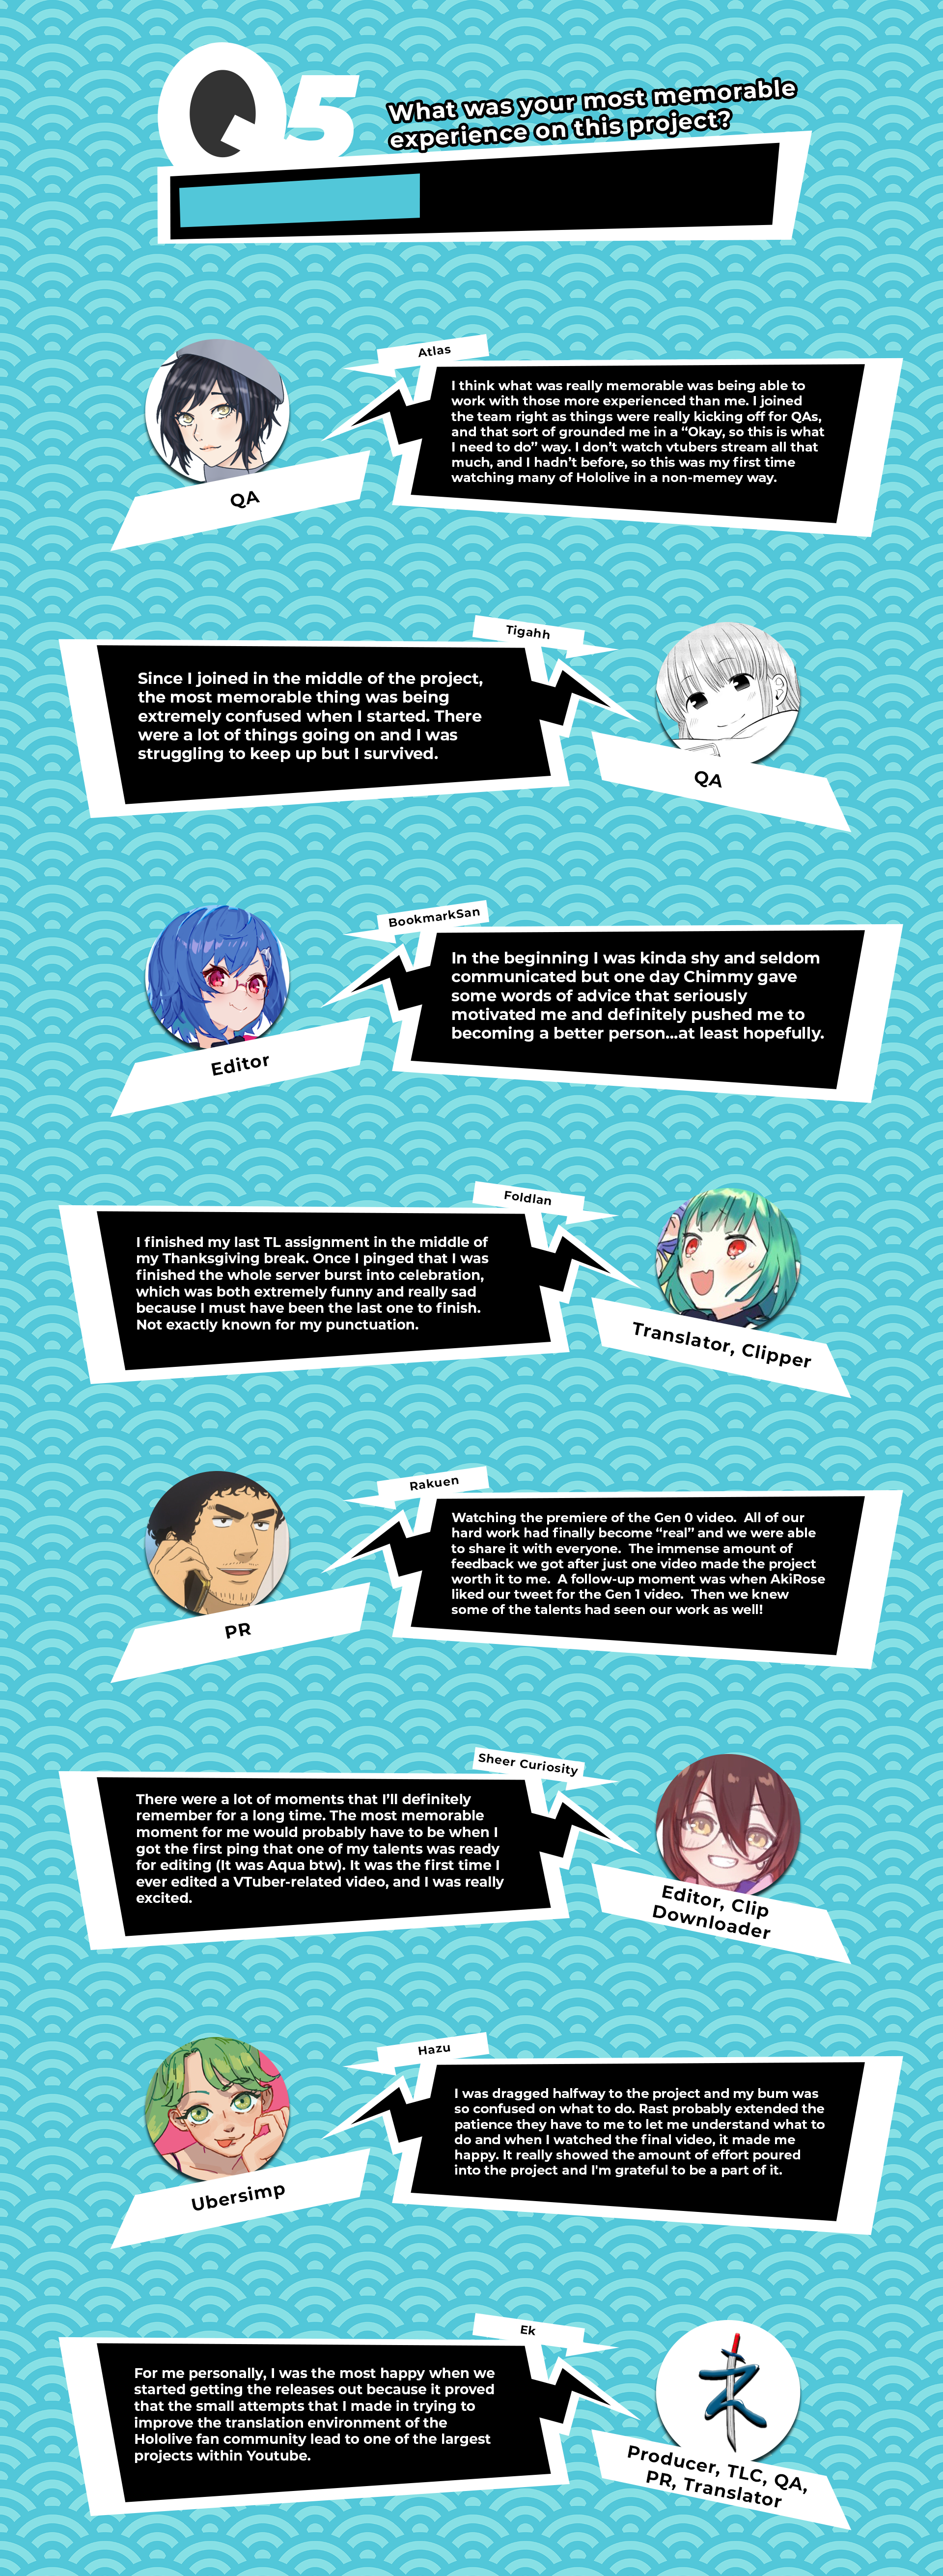 Q5
What was your most memorable
experience on this project?
Atlas
I think what was really memorable was being able to
work with those more experienced than me. I joined
the team right as things were really kicking off for QAs,
and that sort of grounded me in a “Okay, so this is what
I need to do” way. I don’t watch vtubers stream all that
much, and I hadn’t before, so this was my first time
watching many of Hololive in a non-memey way.
QA
Tigahh
Since I joined in the middle of the project,
the most memorable thing was being
extremely confused when I started. There
were a lot of things going on and I was
struggling to keep up but I survived.
QA
BookmarkSan
In the beginning I was kinda shy and seldom
communicated but one day Chimmy gave
some words of advice that seriously
motivated me and definitely pushed me to
becoming a better person...at least hopefully.
Editor
Foldlan
I finished my last TL assignment in the middle of
my Thanksgiving break. Once I pinged that I was
finished the whole server burst into celebration,
which was both extremely funny and really sad
because I must have been the last one to finish.
Not exactly known for my punctuation.
Translator, Clipper
Rakuen
Watching the premiere of the Gen 0 video.  All of our
hard work had finally become “real” and we were able
to share it with everyone.  The immense amount of
feedback we got after just one video made the project
worth it to me.  A follow-up moment was when AkiRose
liked our tweet for the Gen 1 video.  Then we knew
some of the talents had seen our work as well!
PR
Sheer Curiosity
There were a lot of moments that I’ll definitely
remember for a long time. The most memorable
moment for me would probably have to be when I
got the first ping that one of my talents was ready
for editing (It was Aqua btw). It was the first time I
ever edited a VTuber-related video, and I was really
excited.
Editor, Clip
Downloader
Hazu
I was dragged halfway to the project and my bum was
so confused on what to do. Rast probably extended the
patience they have to me to let me understand what to
do and when I watched the final video, it made me
happy. It really showed the amount of effort poured
into the project and I'm grateful to be a part of it.
Ubersimp
Ek
For me personally, I was the most happy when we
started getting the releases out because it proved
that the small attempts that I made in trying to
improve the translation environment of the
Hololive fan community lead to one of the largest
projects within Youtube.
Producer, TLC, QA,
PR, Translator